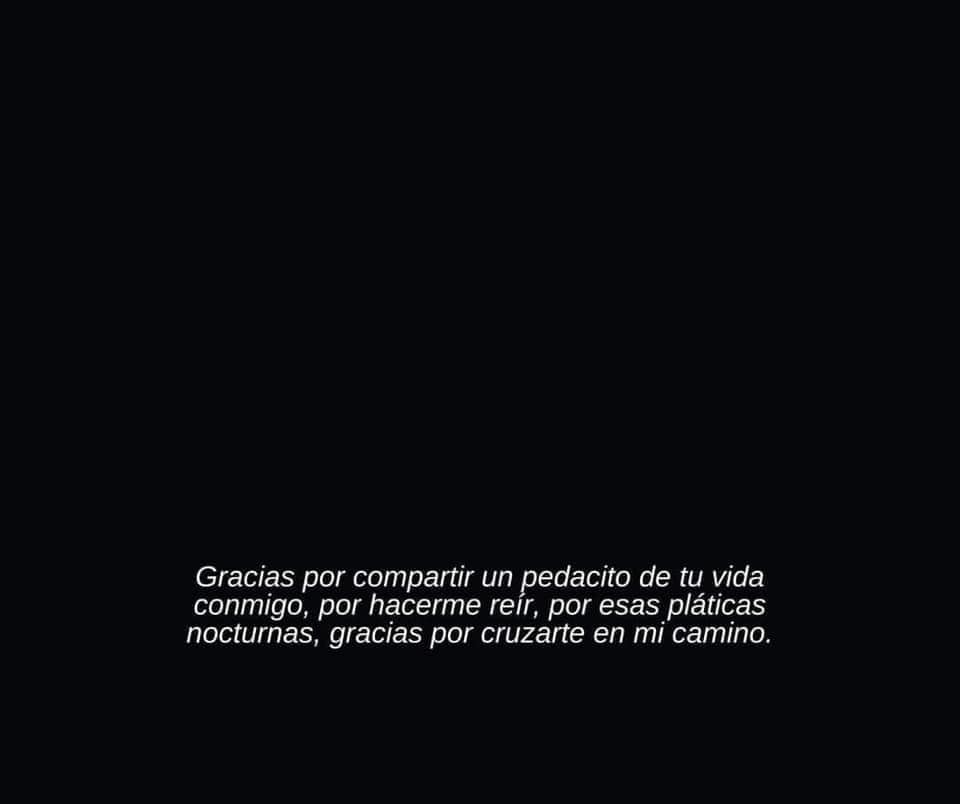 Gracias por compartir un pedacito de tu vida
conmigo, por hacerme reír, por esas pláticas
nocturnas, gracias por cruzarte en mi camino.